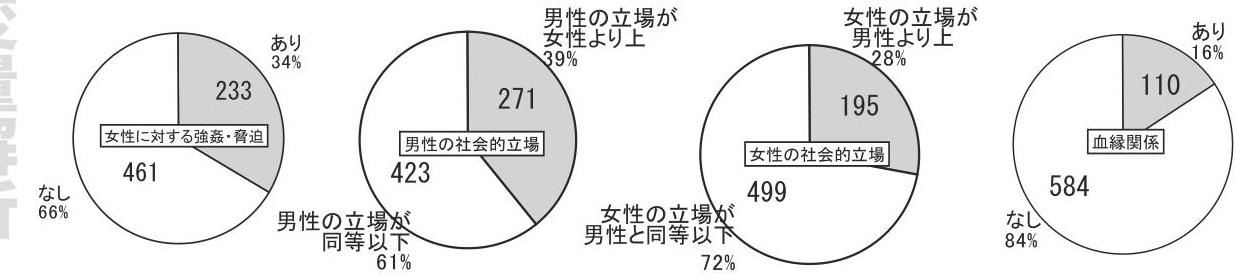 あり
34%
233
女性に対する強姦・脅迫
461
なし
66%
男性の立場が
女性より上
39%
271
男性の社会的立場
423
男性の立場が
同等以下
61%
女性の立場が
男性より上
28%
195
女性の社会的立場
499
女性の立場が
男性と同等以下
72%
あり
16%
110
血縁関係
584
なし
84%